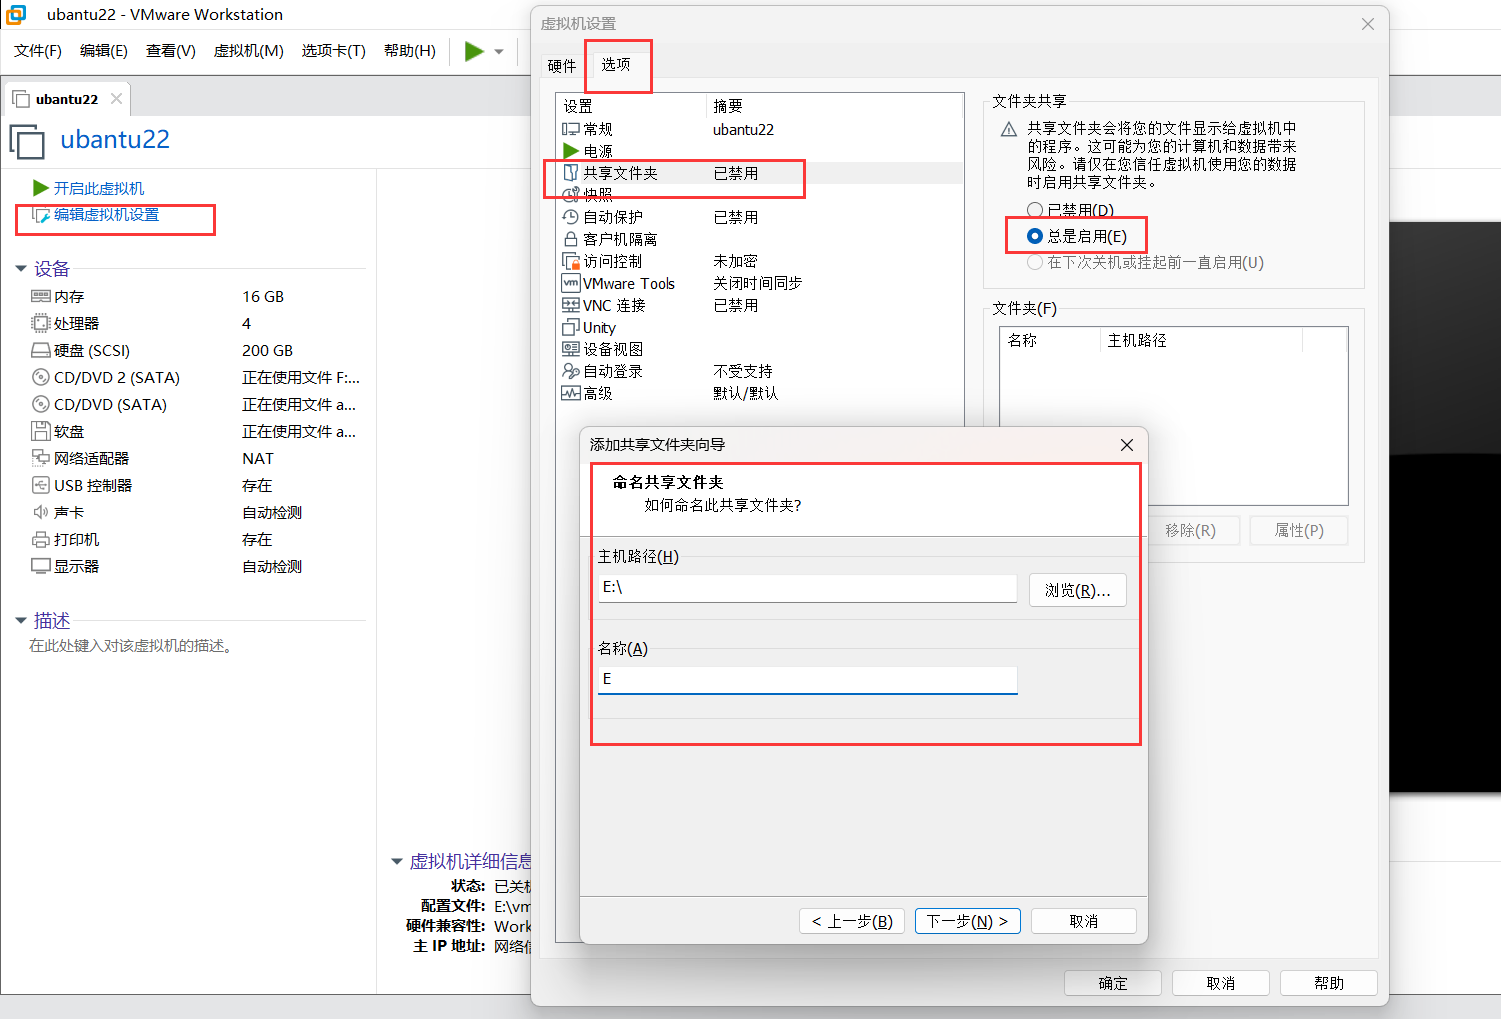 ubantu22 - VMware Workstation
文件(F) 编辑(E) 查看(V) 虚拟机(M) 选项卡(T) 帮助(H)
ubantu22
ubantu22
开启此虚拟机
编辑虚拟机设置
设备
内存 16 GB
处理器 4
硬盘 (SCSI) 200 GB
CD/DVD 2 (SATA) 正在使用文件 F:...
CD/DVD (SATA) 正在使用文件 a...
软盘 正在使用文件 a...
网络适配器 NAT
USB 控制器 存在
声卡 自动检测
打印机 存在
显示器 自动检测
描述
在此处键入对该虚拟机的描述。
虚拟机详细信息
状态: 已关机
配置文件: E:\vm
硬件兼容性: Work
主 IP 地址: 网络信
虚拟机设置
硬件 选项
设置 摘要
常规 ubantu22
电源
共享文件夹 已禁用
快照
自动保护 已禁用
客户机隔离
访问控制 未加密
VMware Tools 关闭时间同步
VNC 连接 已禁用
Unity
设备视图
自动登录 不受支持
高级 默认/默认
文件夹共享
共享文件夹会将您的文件显示给虚拟机中
的程序。这可能为您的计算机和数据带来
风险。请仅在您信任虚拟机使用您的数据
时启用共享文件夹。
已禁用(D)
总是启用(E)
在下次关机或挂起前一直启用(U)
文件夹(F)
名称 主机路径
移除(R) 属性(P)
添加共享文件夹向导
命名共享文件夹
如何命名此共享文件夹?
主机路径(H)
E:\
浏览(R)...
名称(A)
E
< 上一步(B) 下一步(N) > 取消
确定 取消 帮助